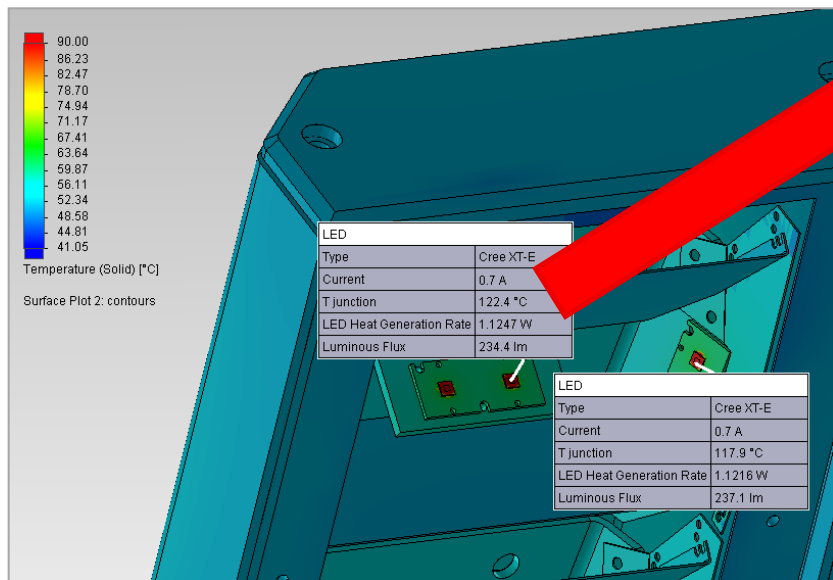 90.00
86.23
82.47
78.70
74.94
71.17
67.41
63.64
59.87
56.11
52.34
48.58
44.81
41.05
Temperature (Solid) [°C]
Surface Plot 2: contours
LED
Type Cree XT-E
Current 0.7 A
T junction 122.4 °C
LED Heat Generation Rate 1.1247 W
Luminous Flux 234.4 lm
LED
Type Cree XT-E
Current 0.7 A
T junction 117.9 °C
LED Heat Generation Rate 1.1216 W
Luminous Flux 237.1 lm